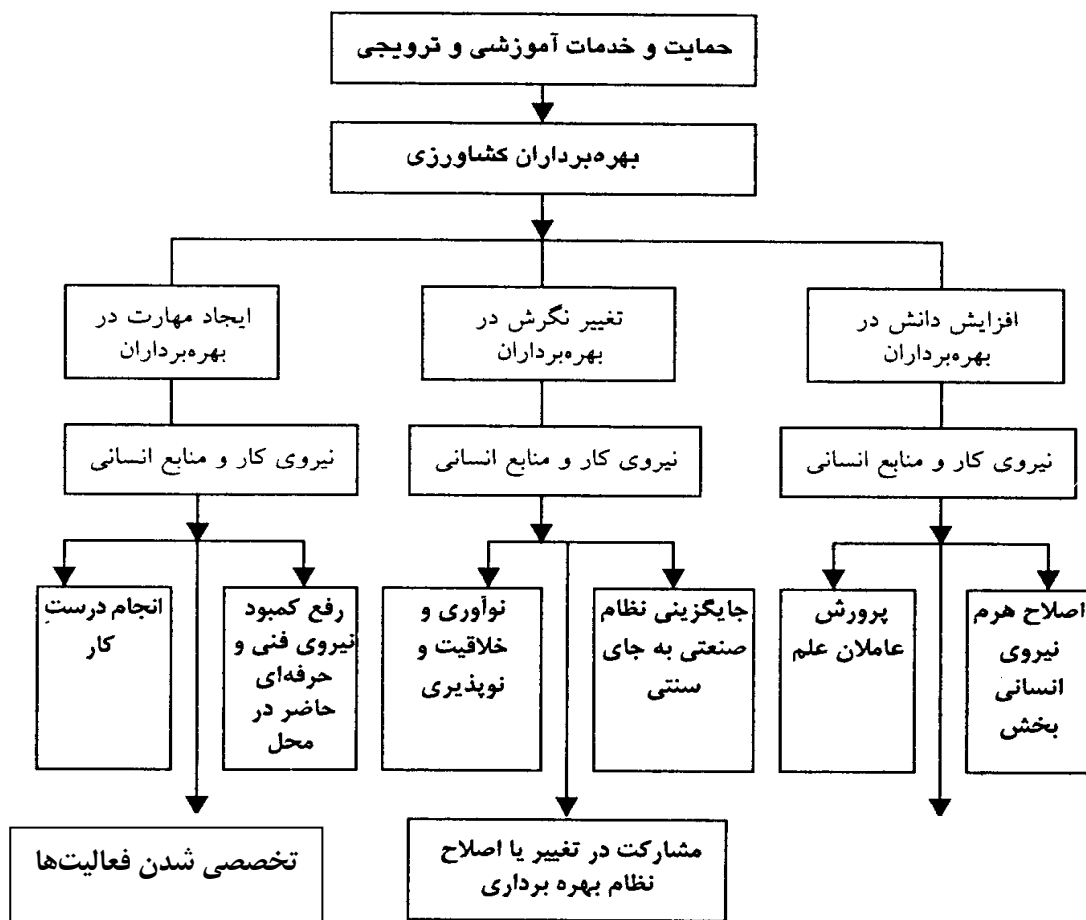 حمایت و خدمات آموزشی و ترویجی
بهره‌برداران کشاورزی
افزایش دانش در
بهره‌برداران
تغییر نگرش در
بهره‌برداران
ایجاد مهارت در
بهره‌برداران
نیروی کار و منابع انسانی
نیروی کار و منابع انسانی
نیروی کار و منابع انسانی
اصلاح هرم
نیروی
انسانی
بخش
پرورش
عاملان علم
جایگزینی نظام
صنعتی به جای
سنتی
نوآوری و
خلاقیت و
نوپذیری
رفع کمبود
نیروی فنی و
حرفه‌ای
حاضر در
محل
انجام درست
کار
مشارکت در تغییر یا اصلاح
نظام بهره برداری
تخصصی شدن فعالیت‌ها